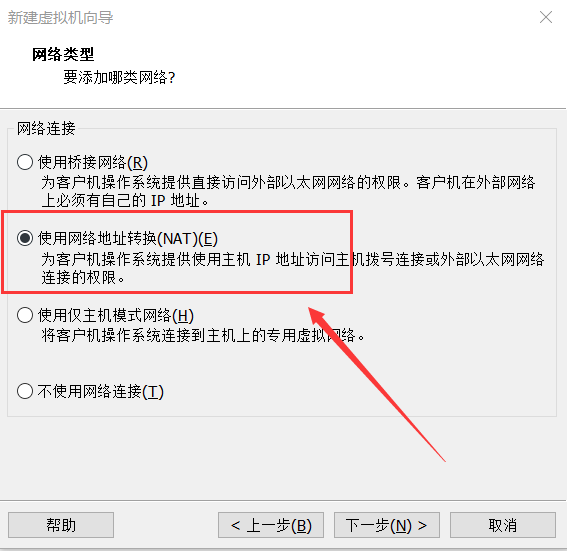 新建虚拟机向导
网络类型
要添加哪类网络?
网络连接
使用桥接网络(R)
为客户机操作系统提供直接访问外部以太网网络的权限。客户机在外部网络
上必须有自己的 IP 地址。
使用网络地址转换(NAT)(E)
为客户机操作系统提供使用主机 IP 地址访问主机拨号连接或外部以太网网络
连接的权限。
使用仅主机模式网络(H)
将客户机操作系统连接到主机上的专用虚拟网络。
不使用网络连接(T)
帮助
< 上一步(B)
下一步(N) >
取消